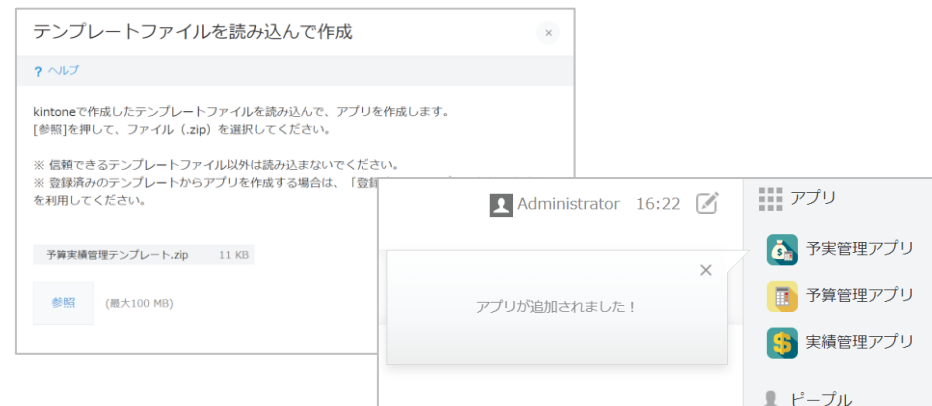 テンプレートファイルを読み込んで作成
×
? ヘルプ
kintoneで作成したテンプレートファイルを読み込んで、アプリを作成します。
[参照]を押して、ファイル（.zip）を選択してください。
※ 信頼できるテンプレートファイル以外は読み込まないでください。
※ 登録済みのテンプレートからアプリを作成する場合は、「登録
を利用してください。
予算実績管理テンプレート.zip 11 KB
参照 (最大100 MB)
Administrator 16:22
×
アプリが追加されました！
アプリ
予実管理アプリ
予算管理アプリ
実績管理アプリ
ピープル